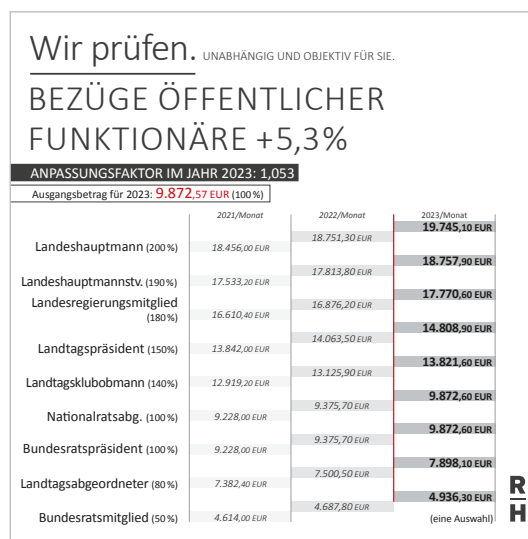 Wir prüfen. UNABHÄNGIG UND OBJEKTIV FÜR SIE.
BEZÜGE ÖFFENTLICHER
FUNKTIONÄRE +5,3%
ANPASSUNGSFAKTOR IM JAHR 2023: 1,053
Ausgangsbetrag für 2023: 9.872,57 EUR (100%)
2021/Monat 2022/Monat 2023/Monat
Landeshauptmann (200%) 18.456,00 EUR 18.751,30 EUR 19.745,10 EUR
Landeshauptmannstv. (190%) 17.533,20 EUR 17.813,80 EUR 18.757,90 EUR
Landesregierungsmitglied
(180%) 16.610,40 EUR 16.876,20 EUR 17.770,60 EUR
Landtagspräsident (150%) 13.842,00 EUR 14.063,50 EUR 14.808,90 EUR
Landtagsklubobmann (140%) 12.919,20 EUR 13.125,90 EUR 13.821,60 EUR
Nationalratsabg. (100%) 9.228,00 EUR 9.375,70 EUR 9.872,60 EUR
Bundesratspräsident (100%) 9.228,00 EUR 9.375,70 EUR 9.872,60 EUR
Landtagsabgeordneter (80%) 7.382,40 EUR 7.500,50 EUR 7.898,10 EUR
Bundesratsmitglied (50%) 4.614,00 EUR 4.687,80 EUR 4.936,30 EUR
(eine Auswahl)
R
H